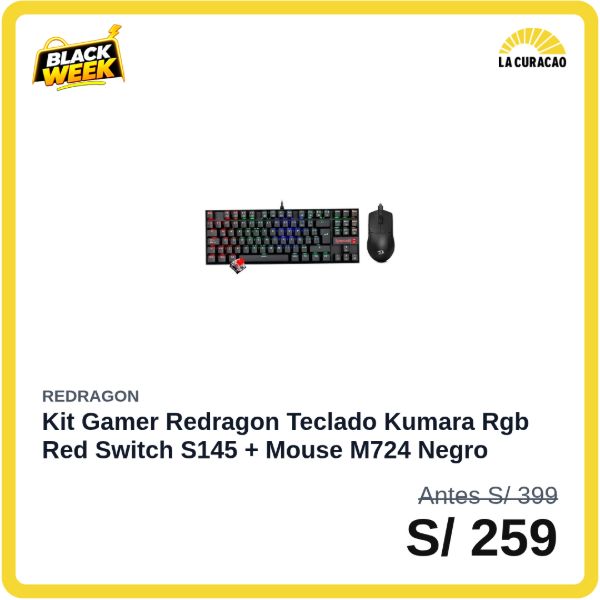 BLACK
WEEK
LA CURACAO
REDRAGON
Kit Gamer Redragon Teclado Kumara Rgb
Red Switch S145 + Mouse M724 Negro
Antes S/ 399
S/ 259